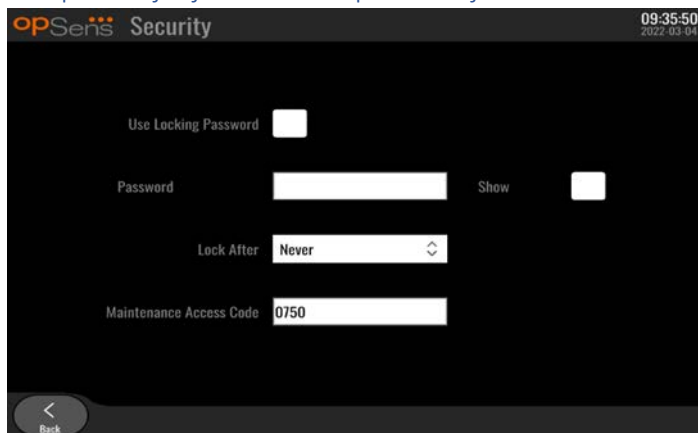 opSens Security
09:35:50
2022-03-04
Use Locking Password
Password
Show
Lock After Never
Maintenance Access Code 0750
Back